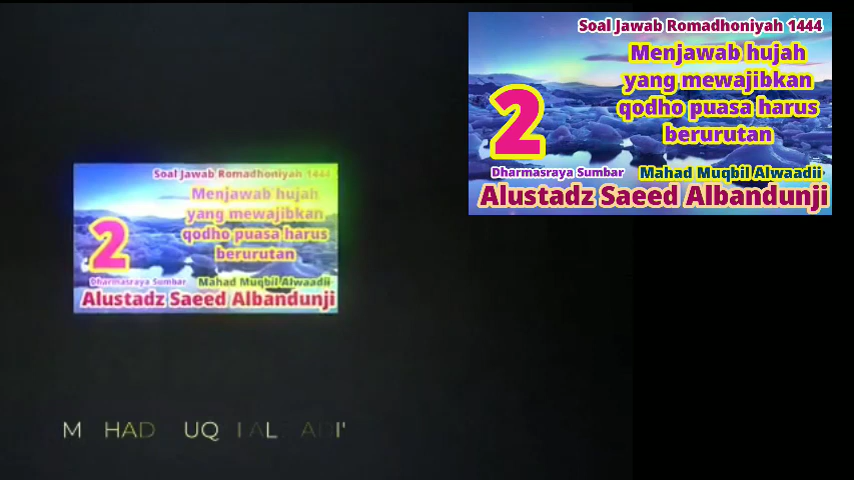 Soal Jawab Romadhoniyah 1444
Menjawab hujah
yang mewajibkan
qodho puasa harus
berurutan
2
Dharmasraya Sumbar
Mahad Muqbil Alwaadii
Alustadz Saeed Albandunji
Soal Jawab Romadhoniyah 1444
Menjawab hujah
yang mewajibkan
qodho puasa harus
berurutan
2
Dharmasraya Sumbar
Mahad Muqbil Alwaadii
Alustadz Saeed Albandunji